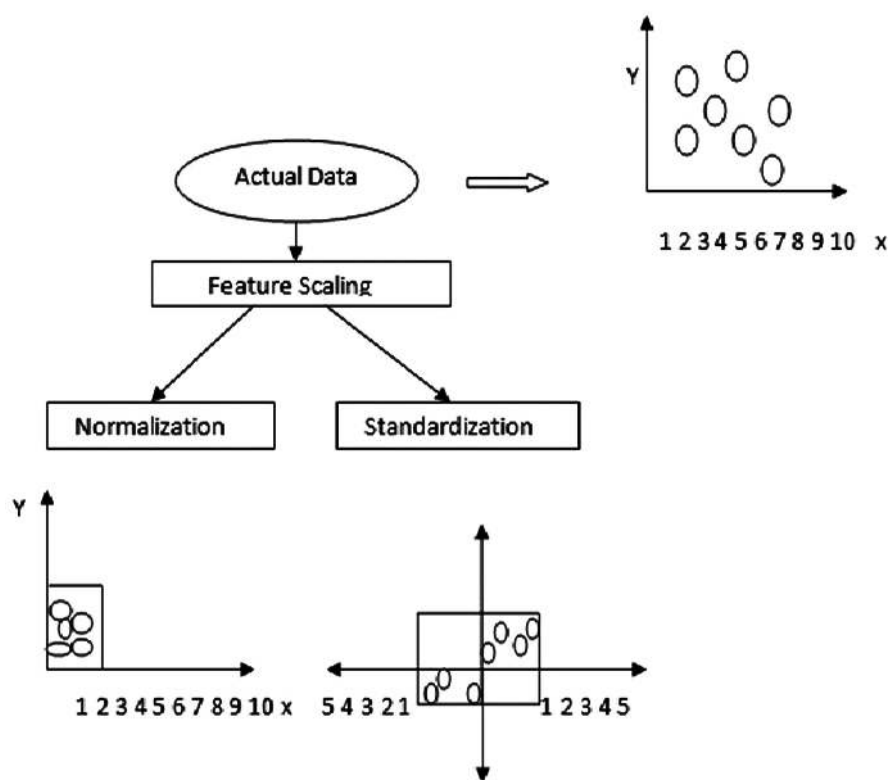 Y
Actual Data
1 2 3 4 5 6 7 8 9 10 x
Feature Scaling
Normalization
Standardization
Y
1 2 3 4 5 6 7 8 9 10 x
5 4 3 2 1
1 2 3 4 5